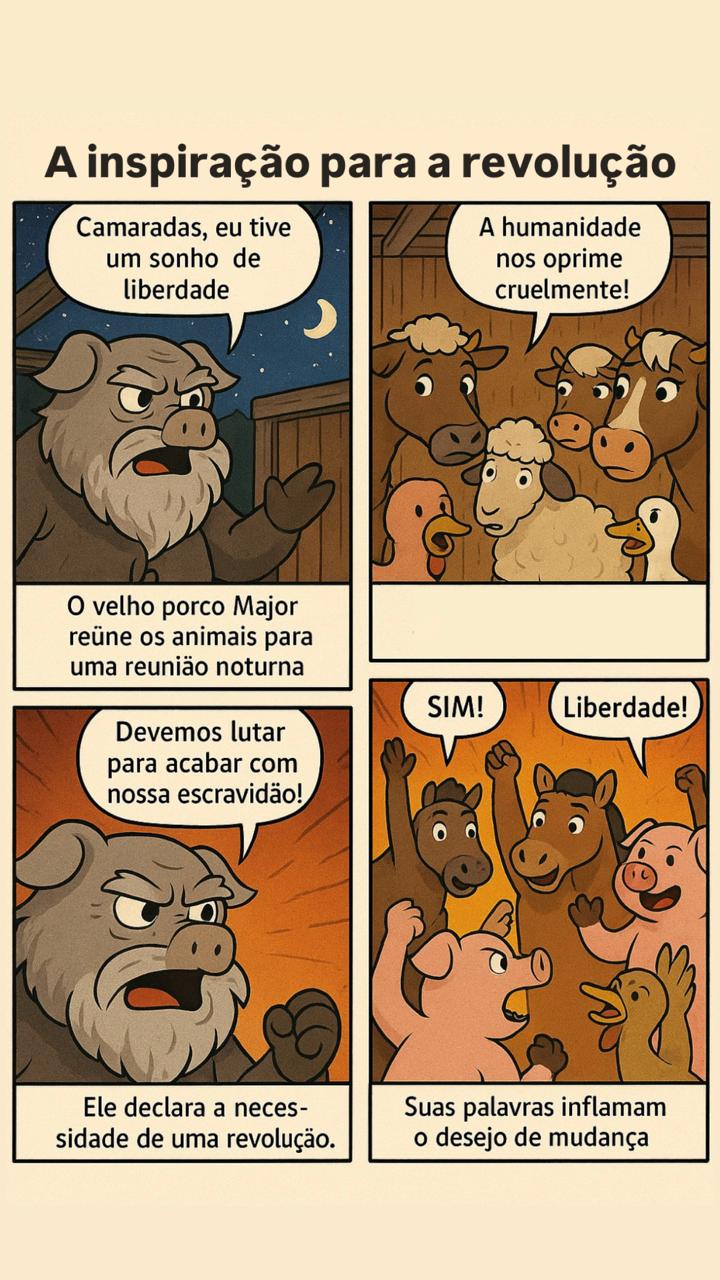 A inspiração para a revolução
Camaradas, eu tive
um sonho de
liberdade
O velho porco Major
reüne os animais para
uma reunião noturna
A humanidade
nos oprime
cruelmente!
Devemos lutar
para acabar com
nossa escravidäo!
Ele declara a neces-
sidade de uma revolução.
SIM!
Liberdade!
Suas palavras inflamam
o desejo de mudança